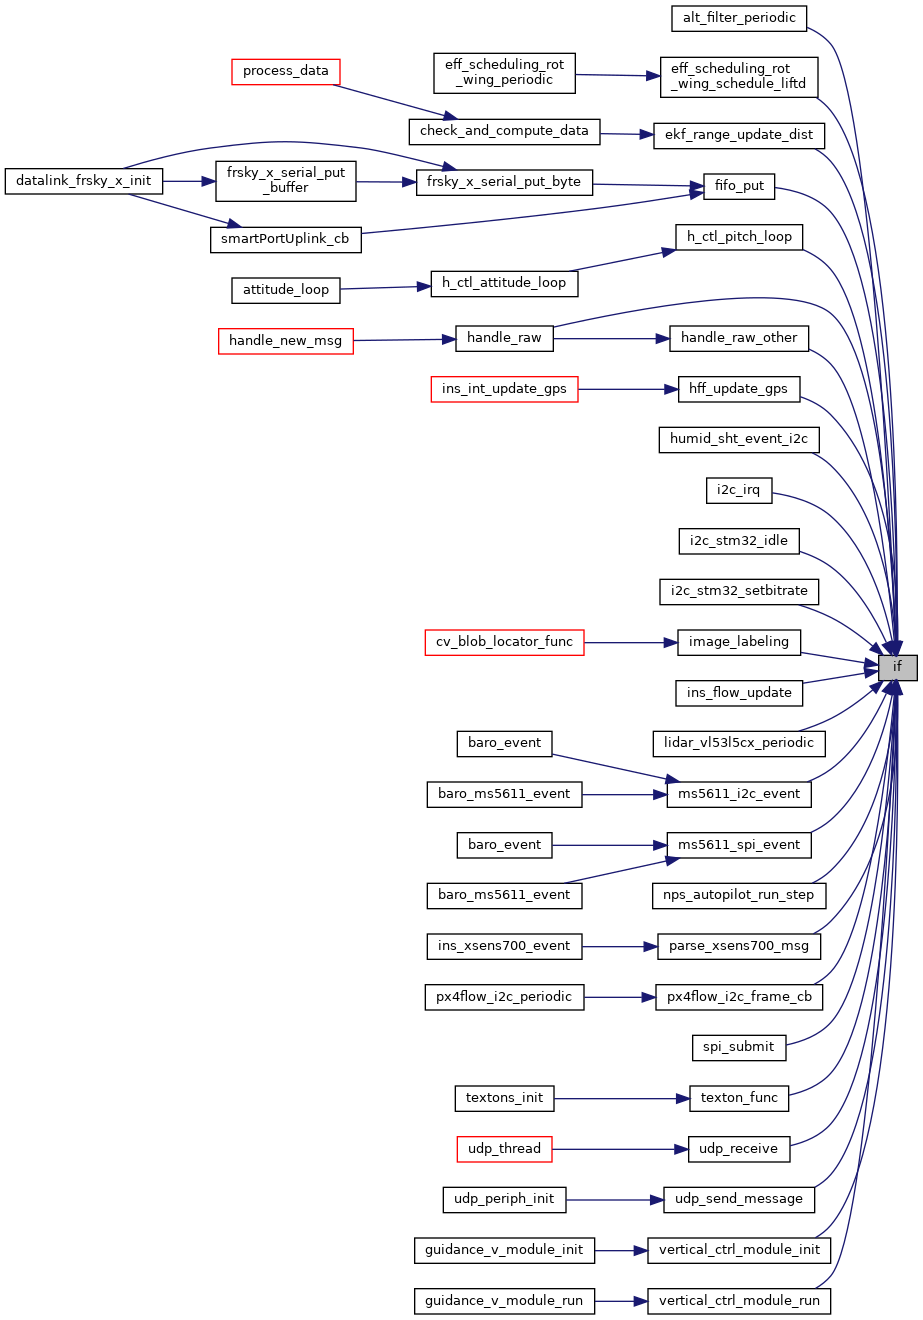 alt_filter_periodic
process_data
eff_scheduling_rot
_wing_periodic
eff_scheduling_rot
_wing_schedule_liftd
check_and_compute_data
ekf_range_update_dist
datalink_frsky_x_init
frsky_x_serial_put
_buffer
frsky_x_serial_put_byte
fifo_put
smartPortUplink_cb
h_ctl_pitch_loop
attitude_loop
h_ctl_attitude_loop
handle_new_msg
handle_raw
handle_raw_other
ins_int_update_gps
hff_update_gps
humid_sht_event_i2c
i2c_irq
i2c_stm32_idle
i2c_stm32_setbitrate
cv_blob_locator_func
image_labeling
if
ins_flow_update
baro_event
lidar_vl53l5cx_periodic
baro_ms5611_event
ms5611_i2c_event
baro_event
ms5611_spi_event
baro_ms5611_event
nps_autopilot_run_step
ins_xsens700_event
parse_xsens700_msg
px4flow_i2c_periodic
px4flow_i2c_frame_cb
spi_submit
textons_init
texton_func
udp_thread
udp_receive
udp_periph_init
udp_send_message
guidance_v_module_init
vertical_ctrl_module_init
guidance_v_module_run
vertical_ctrl_module_run